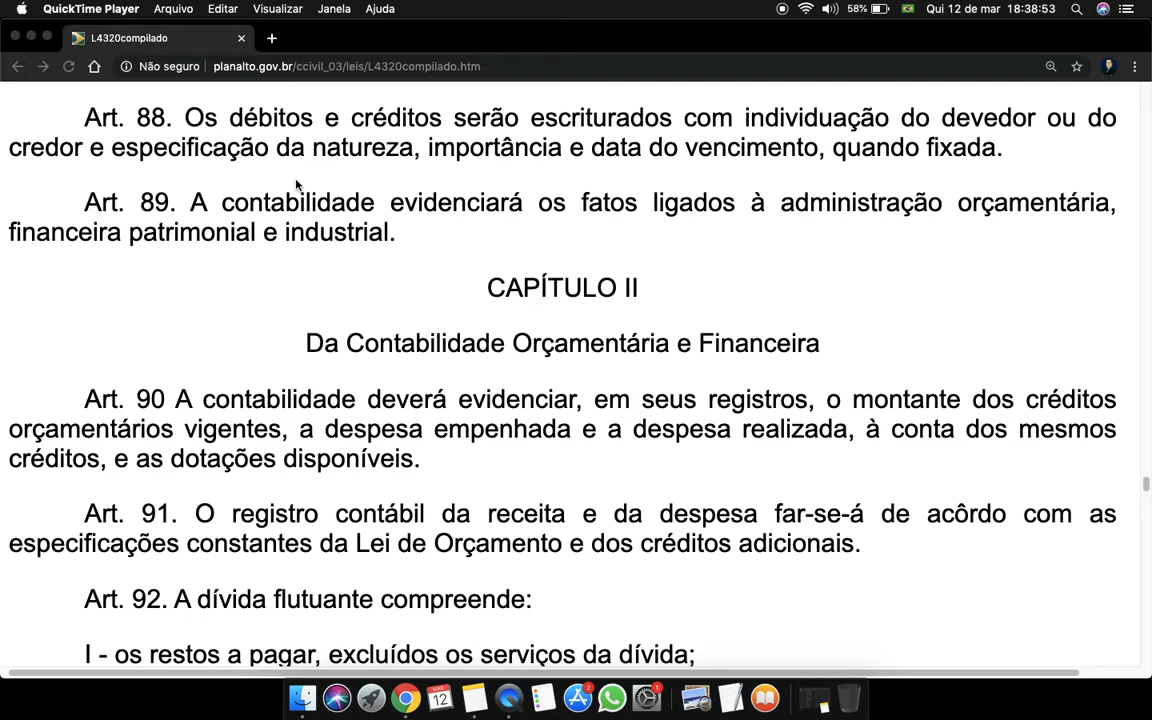 QuickTime Player Arquivo Editar Visualizar Janela Ajuda 58% Qui 12 de mar 18:38:53
L4320compilado
Não seguro planalto.gov.br/ccivil_03/leis/L4320compilado.htm
Art. 88. Os débitos e créditos serão escriturados com individuação do devedor ou do
credor e especificação da natureza, importância e data do vencimento, quando fixada.
Art. 89. A contabilidade evidenciará os fatos ligados à administração orçamentária,
financeira patrimonial e industrial.
CAPÍTULO II
Da Contabilidade Orçamentária e Financeira
Art. 90 A contabilidade deverá evidenciar, em seus registros, o montante dos créditos
orçamentários vigentes, a despesa empenhada e a despesa realizada, à conta dos mesmos
créditos, e as dotações disponíveis.
Art. 91. O registro contábil da receita e da despesa far-se-á de acôrdo com as
especificações constantes da Lei de Orçamento e dos créditos adicionais.
Art. 92. A dívida flutuante compreende:
I - os restos a pagar, excluídos os serviços da dívida;
MAR
12
2
1